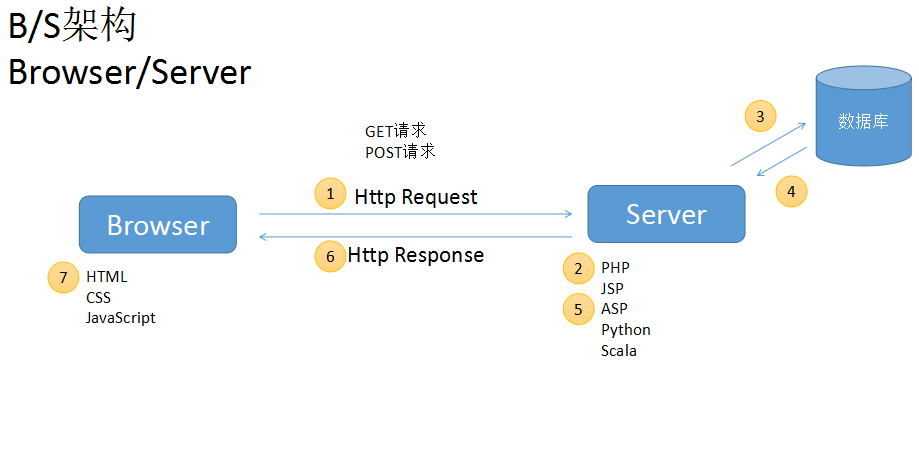 B/S架构
Browser/Server
GET请求
POST请求
1 Http Request
6 Http Response
Browser
Server
3
4
数据库
7 HTML
CSS
JavaScript
2 PHP
JSP
5 ASP
Python
Scala